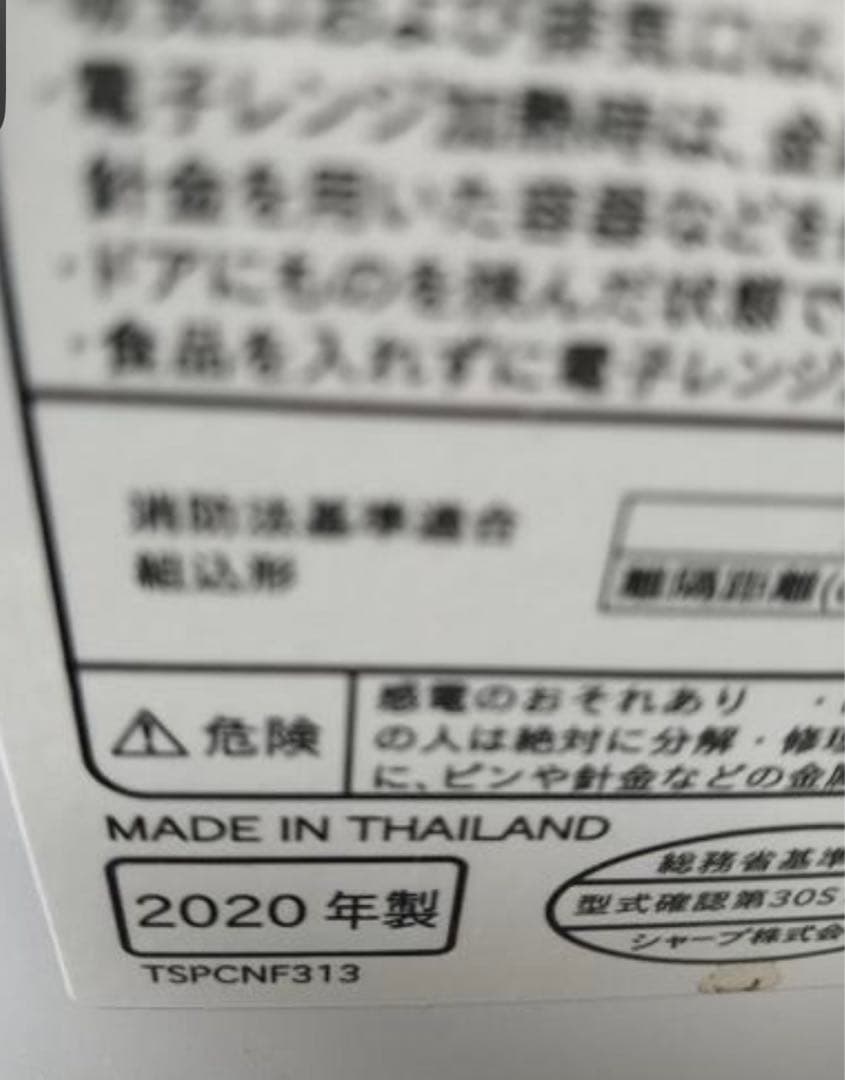 電子レンジ加熱時は、金
針金を用いた容器などを
・ドアにものを挟んだ状態で
・食品を入れずに電子レンジ
消防法基準適合
組込形
離隔距離(
危険
感電のおそれあり
の人は絶対に分解・修理
に、ピンや針金などの金属
MADE IN THAILAND
2020 年製
TSPCNF313
総務省基準
型式確認第30S
シャープ株式会